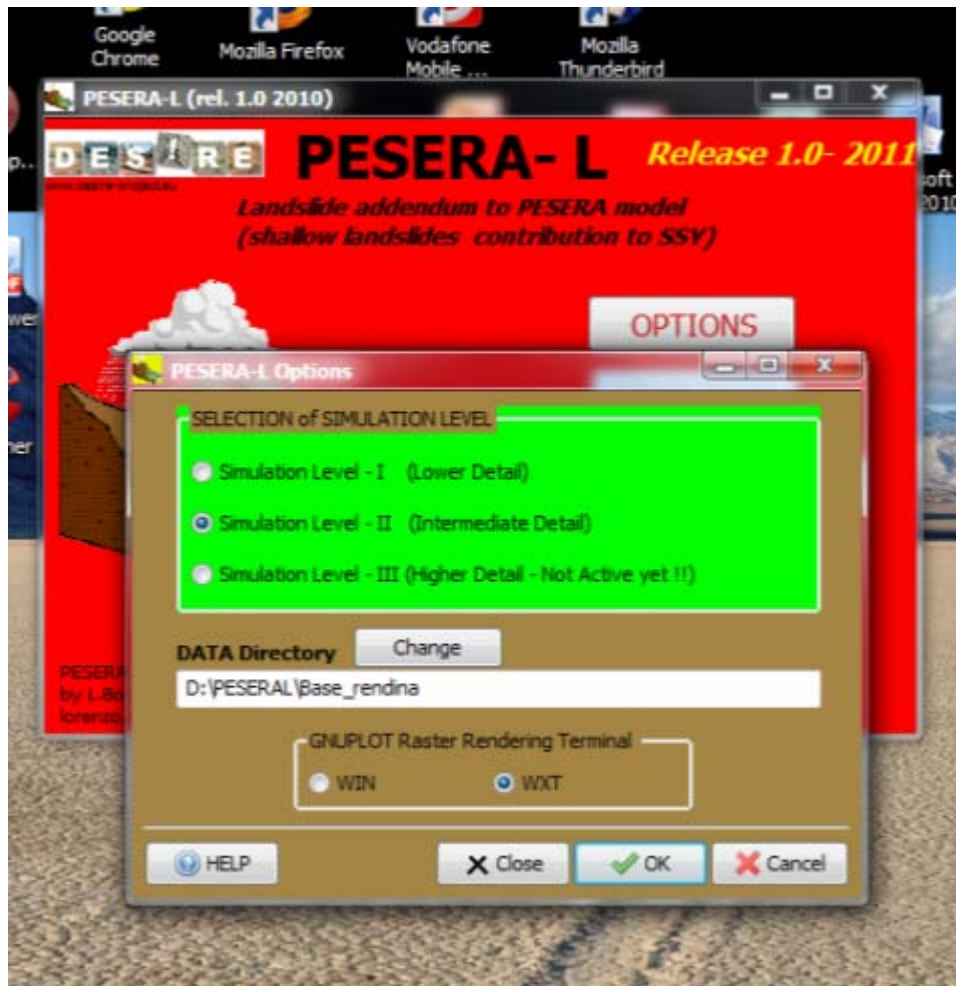 Google
Chrome
Mozilla Firefox
Vodafone
Mobile ...
Mozilla
Thunderbird
PESERA-L (rel. 1.0 2010)
DES!RE
PESERA- L
Release 1.0- 2011
Landslide addendum to PESERA model
(shallow landslides contribution to SSY)
OPTIONS
PESERA-L Options
SELECTION of SIMULATION LEVEL
Simulation Level - I (Lower Detail)
Simulation Level - II (Intermediate Detail)
Simulation Level - III (Higher Detail - Not Active yet !!)
DATA Directory
Change
D:\PESERAL\Base_rendina
GNUPLOT Raster Rendering Terminal
WIN
WXT
HELP
Close
OK
Cancel